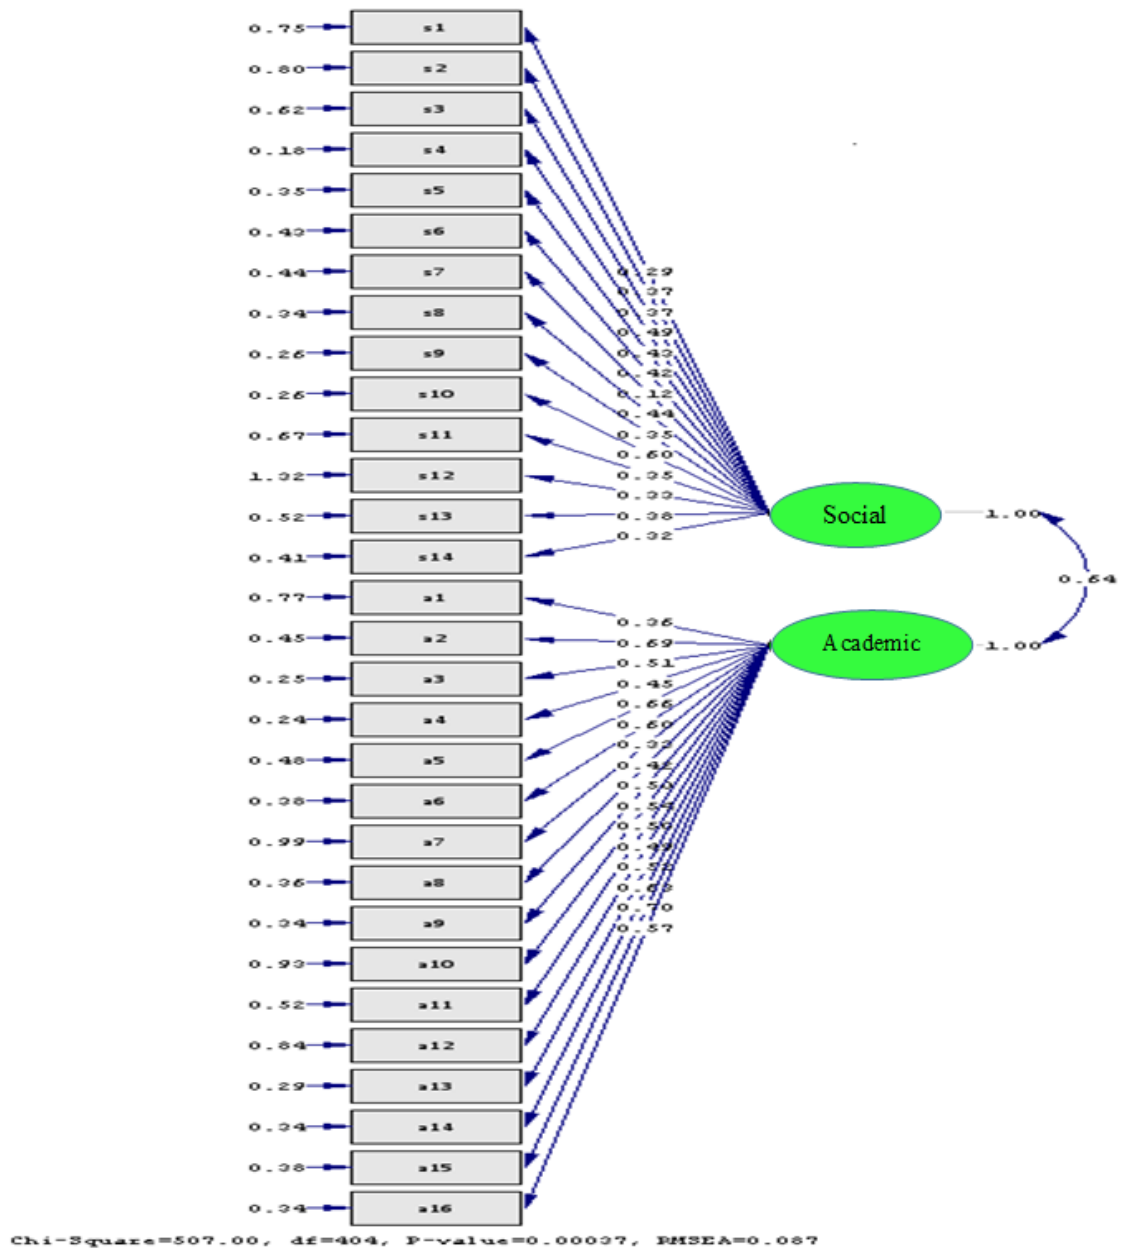 0.75 s1
0.80 s2
0.62 s3
0.18 s4
0.35 s5
0.43 s6
0.44 s7 0.29
0.37
0.34 s8 0.37
0.49
0.26 s9 0.43
0.42
0.26 s10 0.12
0.44
0.67 s11 0.35
0.60
1.32 s12 0.35
0.33
0.52 s13 0.38 Social 1.00
0.32
0.41 s14
0.64
0.77 a1
0.36
0.45 a2 0.69 Academic 1.00
0.51
0.25 a3 0.45
0.66
0.24 a4 0.60
0.33
0.48 a5 0.42
0.38 a6
0.99 a7 0.49
0.70
0.36 a8
0.57
0.34 a9
0.93 a10
0.52 a11
0.84 a12
0.29 a13
0.34 a14
0.38 a15
0.34 a16
Chi-Square=507.00, df=404, P-value=0.00037, RMSEA=0.087